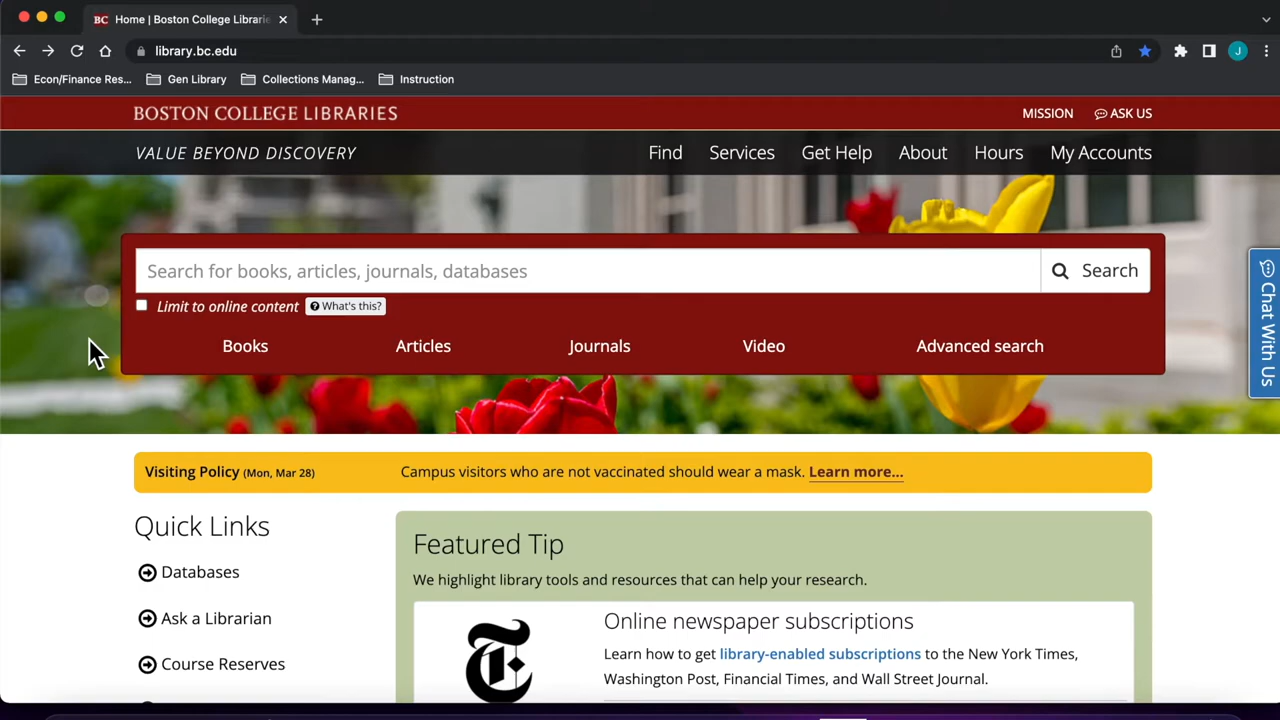 BC Home | Boston College Librarie
library.bc.edu
J
Econ/Finance Res... Gen Library Collections Manag... Instruction
BOSTON COLLEGE LIBRARIES MISSION ASK US
VALUE BEYOND DISCOVERY Find Services Get Help About Hours My Accounts
Search for books, articles, journals, databases Search
Limit to online content ? What's this?
Books Articles Journals Video Advanced search
Chat With Us
Visiting Policy (Mon, Mar 28) Campus visitors who are not vaccinated should wear a mask. Learn more...
Quick Links
Databases
Ask a Librarian
Course Reserves
Featured Tip
We highlight library tools and resources that can help your research.
T
Online newspaper subscriptions
Learn how to get library-enabled subscriptions to the New York Times,
Washington Post, Financial Times, and Wall Street Journal.